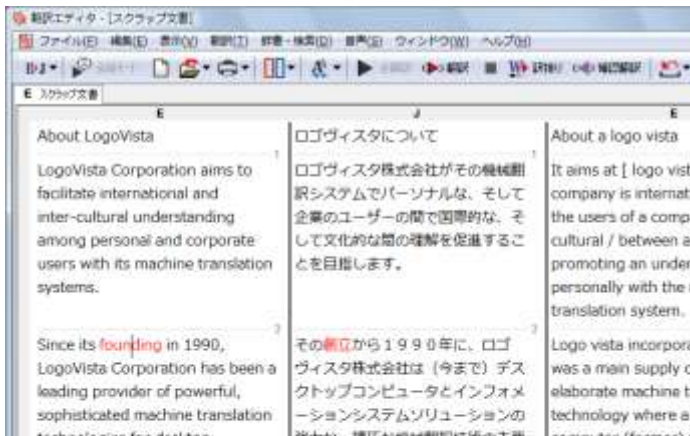 翻訳エディタ - [スクラップ文書]
ファイル(F) 編集(E) 表示(V) 翻訳(T) 辞書・検索(D) 音声(S) ウィンドウ(W) ヘルプ(H)
E スクラップ文書
E J E
About LogoVista
LogoVista Corporation aims to
facilitate international and
inter-cultural understanding
among personal and corporate
users with its machine translation
systems.
Since its founding in 1990,
LogoVista Corporation has been a
leading provider of powerful,
sophisticated machine translation
technologies for desktop
ロゴヴィスタについて
ロゴヴィスタ株式会社がその機械翻
訳システムでパーソナルな、そして
企業のユーザーの間で国際的な、そ
して文化的な間の理解を促進するこ
とを目指します。
その創立から1990年に、ロゴ
ヴィスタ株式会社は（今まで）デス
クトップコンピュータとインフォメ
ーションシステムソリューションの
About a logo vista
It aims at [ logo vist
company is internat
the users of a comp
cultural / between a
promoting an under
personally with the
translation system.
Logo vista incorpora
was a main supply o
elaborate machine t
technology where a